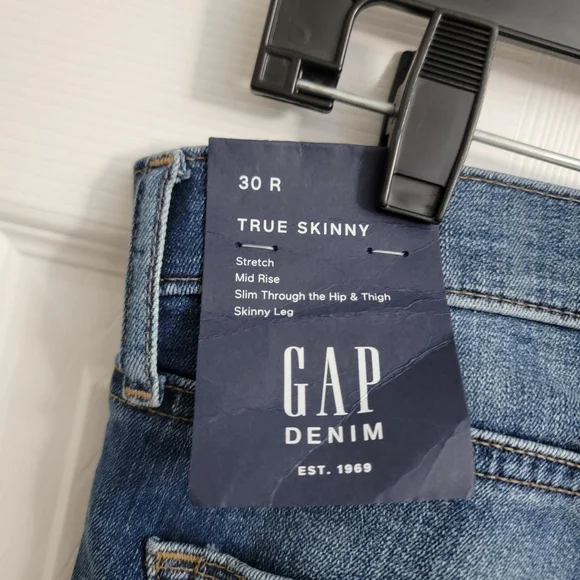 30 R
TRUE SKINNY
Stretch
Mid Rise
Slim Through the Hip & Thigh
Skinny Leg
GAP
DENIM
EST. 1969